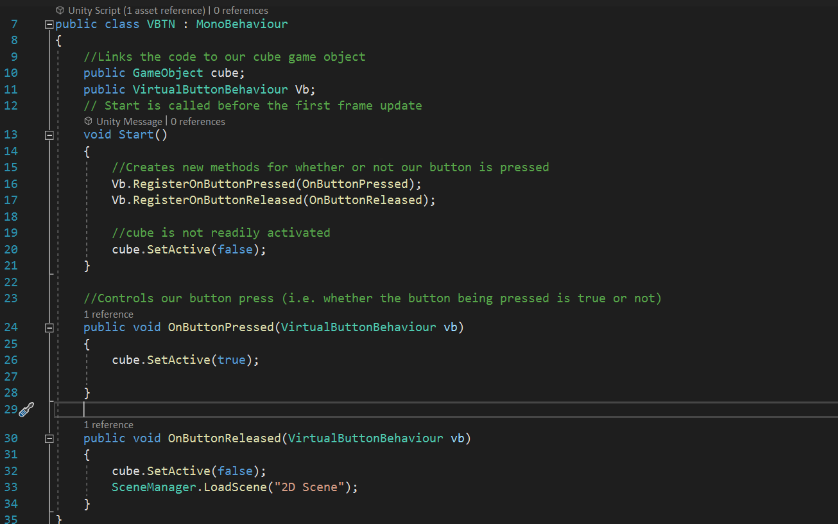 Unity Script (1 asset reference) | 0 references
7 public class VBTN : MonoBehaviour
8 {
9 //Links the code to our cube game object
10 public GameObject cube;
11 public VirtualButtonBehaviour Vb;
12 // Start is called before the first frame update
Unity Message | 0 references
13 void Start()
14 {
15 //Creates new methods for whether or not our button is pressed
16 Vb.RegisterOnButtonPressed(OnButtonPressed);
17 Vb.RegisterOnButtonReleased(OnButtonReleased);
18
19 //cube is not readily activated
20 cube.SetActive(false);
21 }
22
23 //Controls our button press (i.e. whether the button being pressed is true or not)
1 reference
24 public void OnButtonPressed(VirtualButtonBehaviour vb)
25 {
26 cube.SetActive(true);
27
28 }
29
1 reference
30 public void OnButtonReleased(VirtualButtonBehaviour vb)
31 {
32 cube.SetActive(false);
33 SceneManager.LoadScene("2D Scene");
34 }
35 }